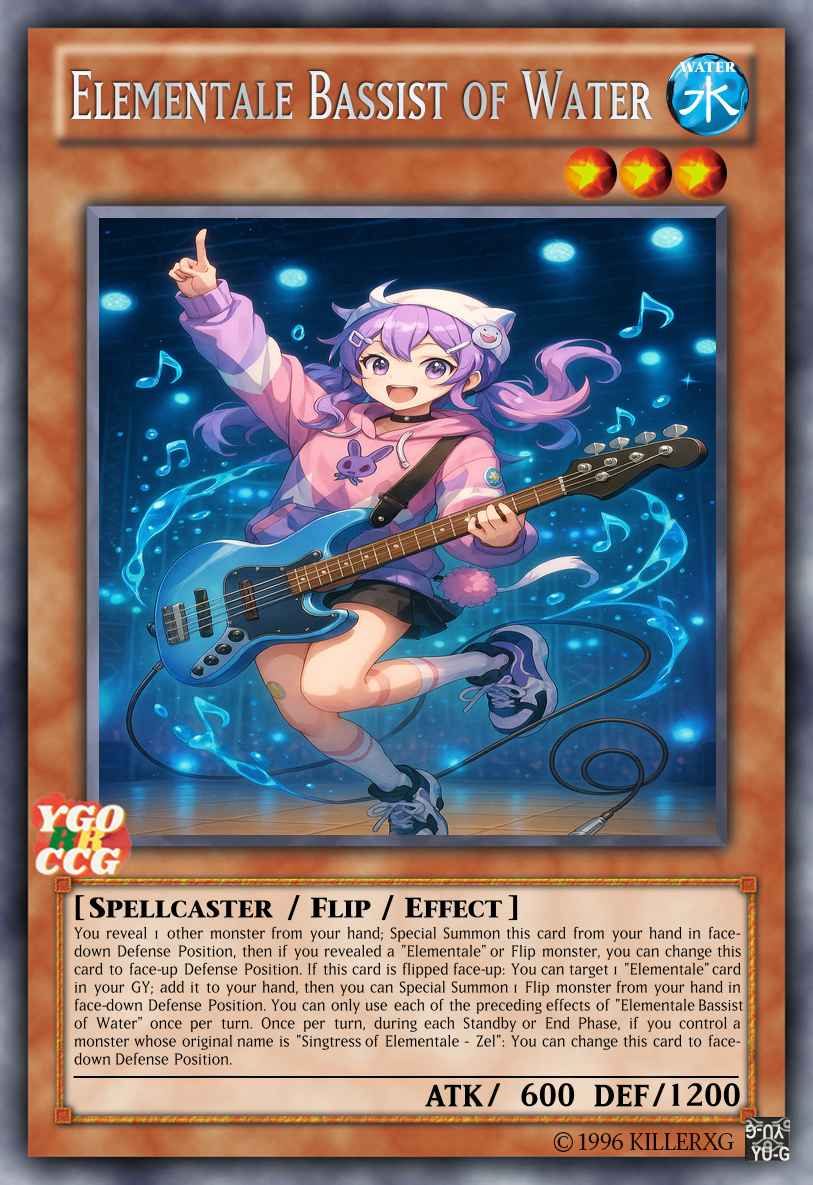 Elementale Bassist of Water
WATER
水
YGO
RR
CCG
[ Spellcaster / Flip / Effect ]
You reveal 1 other monster from your hand; Special Summon this card from your hand in face-
down Defense Position, then if you revealed a "Elementale" or Flip monster, you can change this
card to face-up Defense Position. If this card is flipped face-up: You can target 1 "Elementale" card
in your GY; add it to your hand, then you can Special Summon 1 Flip monster from your hand in
face-down Defense Position. You can only use each of the preceding effects of "Elementale Bassist
of Water" once per turn. Once per turn, during each Standby or End Phase, if you control a
monster whose original name is "Singtress of Elementale - Zel": You can change this card to face-
down Defense Position.
ATK/ 600 DEF/1200
© 1996 KILLERXG
YU-G
YU-G